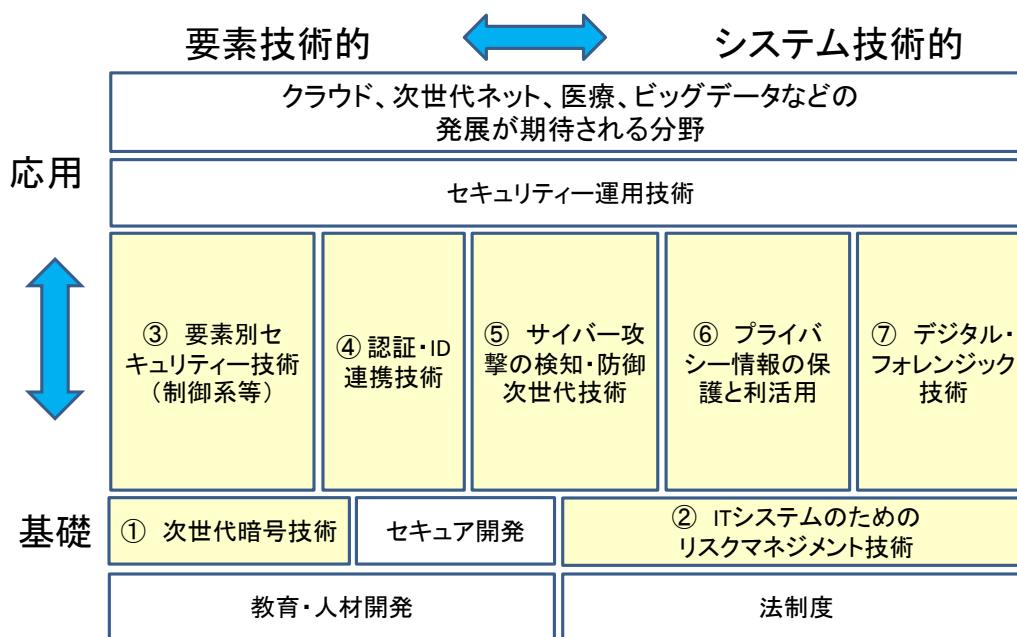 要素技術的
システム技術的
クラウド、次世代ネット、医療、ビッグデータなどの
発展が期待される分野
応用
セキュリティー運用技術
③ 要素別セ
キュリティー技術
(制御系等)
④ 認証・ID
連携技術
⑤ サイバー攻
撃の検知・防御
次世代技術
⑥ プライバ
シー情報の保
護と利活用
⑦ デジタル・
フォレンジック
技術
基礎
① 次世代暗号技術
セキュア開発
② ITシステムのための
リスクマネジメント技術
教育・人材開発
法制度